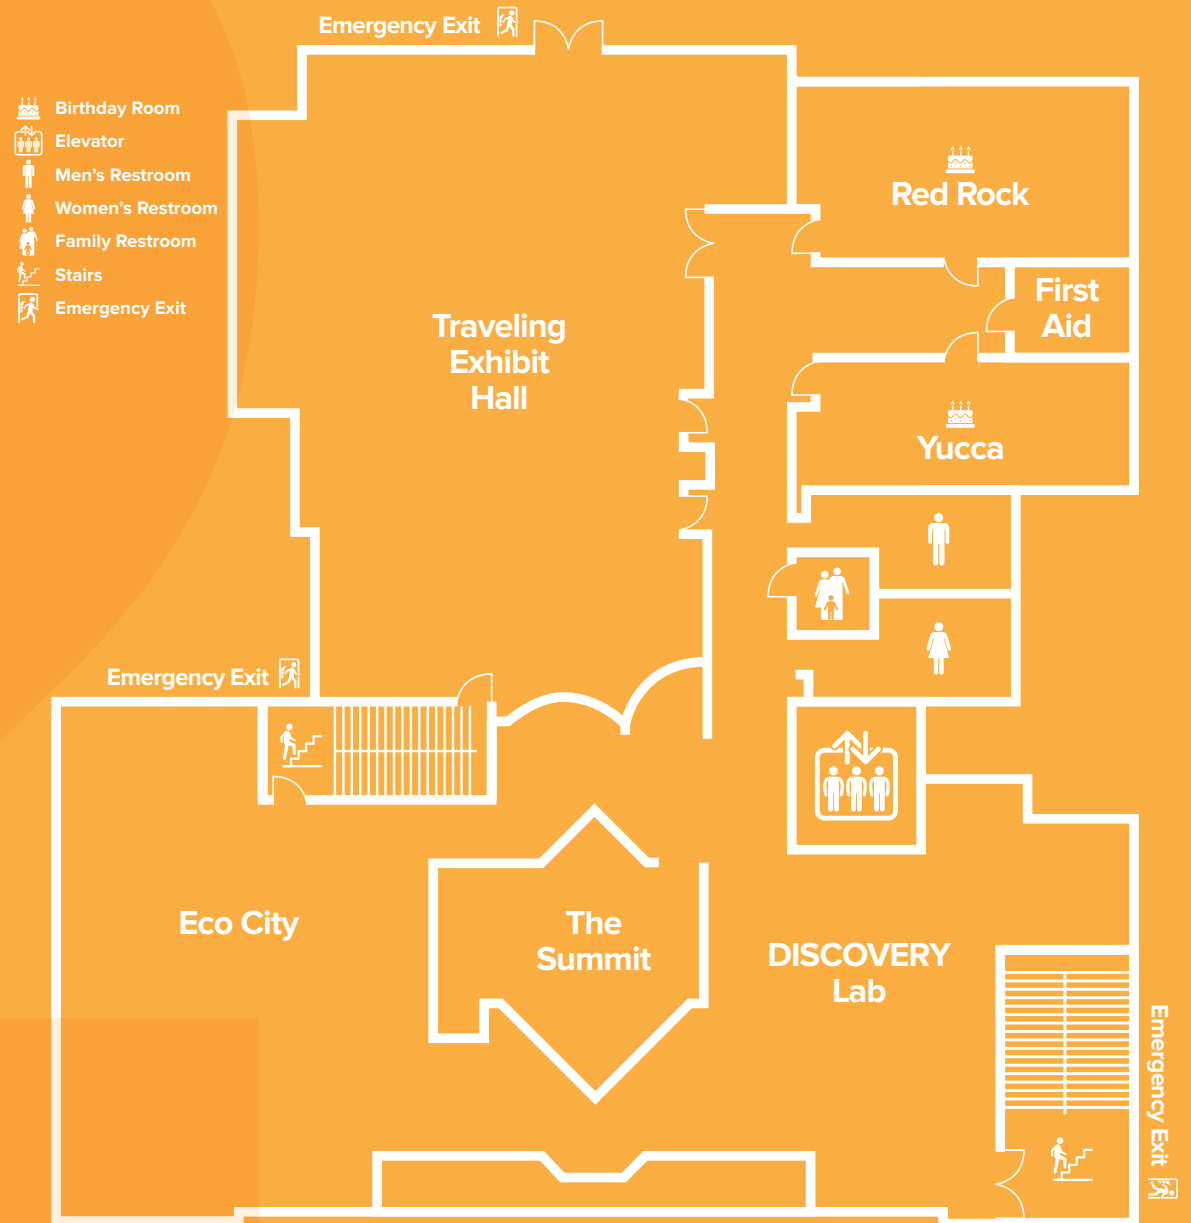 Emergency Exit
Birthday Room
Elevator
Men's Restroom
Women's Restroom
Family Restroom
Stairs
Emergency Exit
Red Rock
First
Aid
Traveling
Exhibit
Hall
Yucca
Emergency Exit
Eco City
The
Summit
DISCOVERY
Lab
Emergency Exit